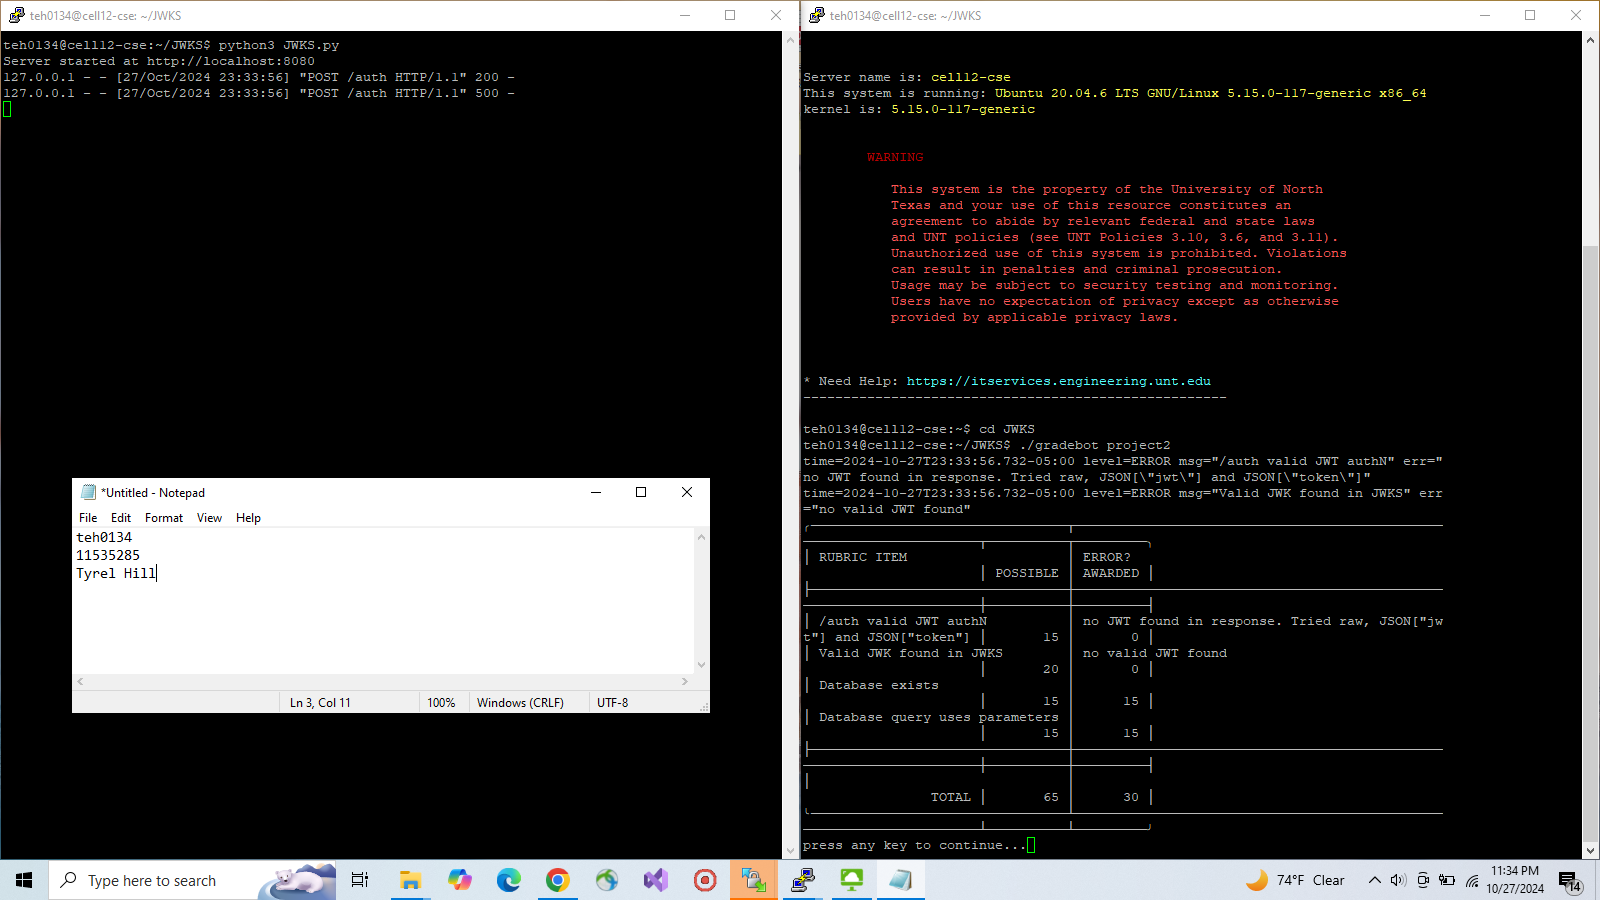 teh0134@cell12-cse: ~/JWKS
teh0134@cell12-cse:~/JWKS$ python3 JWKS.py
Server started at http://localhost:8080
127.0.0.1 - - [27/Oct/2024 23:33:56] "POST /auth HTTP/1.1" 200 -
127.0.0.1 - - [27/Oct/2024 23:33:56] "POST /auth HTTP/1.1" 500 -
*Untitled - Notepad
File Edit Format View Help
teh0134
11535285
Tyrel Hill
Ln 3, Col 11 100% Windows (CRLF) UTF-8
teh0134@cell12-cse: ~/JWKS
Server name is: cell12-cse
This system is running: Ubuntu 20.04.6 LTS GNU/Linux 5.15.0-117-generic x86_64
kernel is: 5.15.0-117-generic
WARNING
This system is the property of the University of North
Texas and your use of this resource constitutes an
agreement to abide by relevant federal and state laws
and UNT policies (see UNT Policies 3.10, 3.6, and 3.11).
Unauthorized use of this system is prohibited. Violations
can result in penalties and criminal prosecution.
Usage may be subject to security testing and monitoring.
Users have no expectation of privacy except as otherwise
provided by applicable privacy laws.
* Need Help: https://itservices.engineering.unt.edu
-----------------------------------------------------
teh0134@cell12-cse:~$ cd JWKS
teh0134@cell12-cse:~/JWKS$ ./gradebot project2
time=2024-10-27T23:33:56.732-05:00 level=ERROR msg="/auth valid JWT authN" err="
no JWT found in response. Tried raw, JSON[\"jwt\"] and JSON[\"token\"]"
time=2024-10-27T23:33:56.732-05:00 level=ERROR msg="Valid JWK found in JWKS" err
="no valid JWT found"
RUBRIC ITEM ERROR?
POSSIBLE AWARDED
/auth valid JWT authN no JWT found in response. Tried raw, JSON["jw
t"] and JSON["token"] 15 0
Valid JWK found in JWKS no valid JWT found
20 0
Database exists
15 15
Database query uses parameters
15 15
TOTAL 65 30
press any key to continue...
Type here to search
74°F Clear
11:34 PM
10/27/2024
14